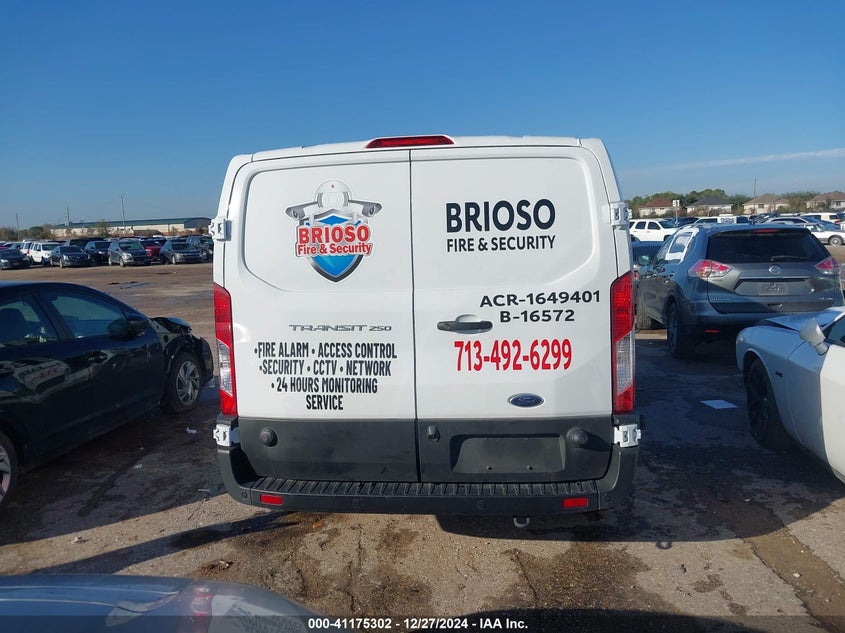 BRIOSO
Fire & Security
BRIOSO
FIRE & SECURITY
ACR-1649401
B-16572
TRANSIT 250
713-492-6299
•FIRE ALARM • ACCESS CONTROL
•SECURITY • CCTV • NETWORK
• 24 HOURS MONITORING
SERVICE
Ford
000-41175302 - 12/27/2024 - IAA Inc.